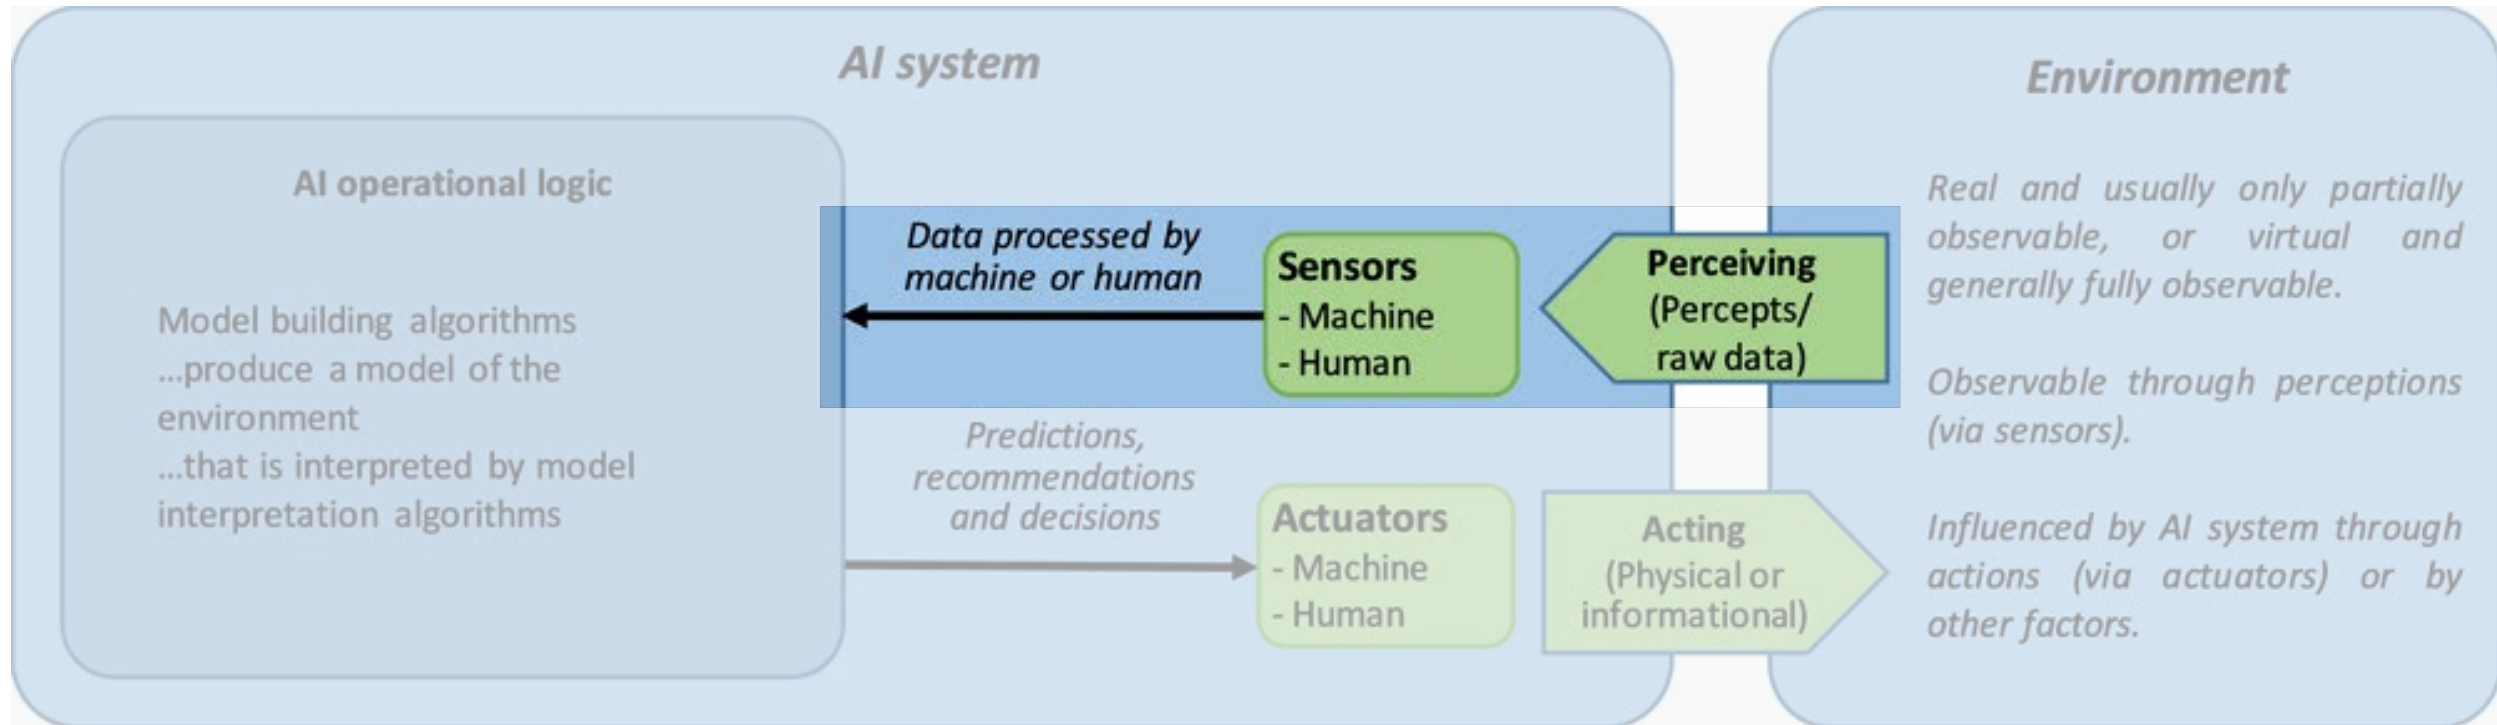 AI system
AI operational logic
Model building algorithms
...produce a model of the
environment
...that is interpreted by model
interpretation algorithms
Data processed by
machine or human
Sensors
- Machine
- Human
Perceiving
(Percepts/
raw data)
Predictions,
recommendations
and decisions
Actuators
- Machine
- Human
Acting
(Physical or
informational)
Environment
Real and usually only partially
observable, or virtual and
generally fully observable.
Observable through perceptions
(via sensors).
Influenced by AI system through
actions (via actuators) or by
other factors.